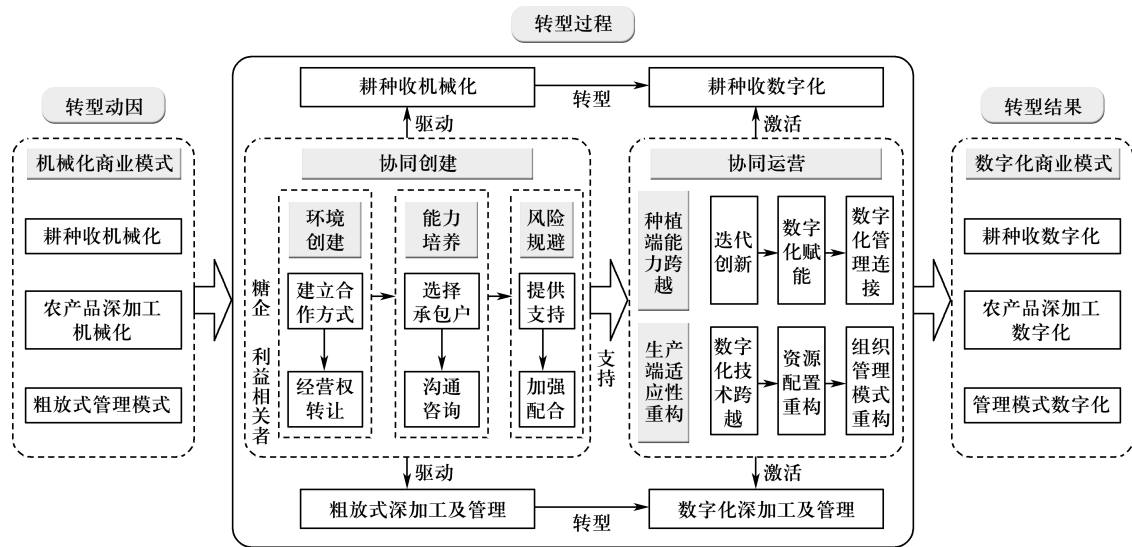 转型过程
转型动因
机械化商业模式
耕种收机械化
农产品深加工
机械化
粗放式管理模式
耕种收机械化
转型
耕种收数字化
驱动
激活
协同创建
环境
创建
能力
培养
风险
规避
糖企
建立合
作方式
选择
承包户
提供
支持
利益相关者
经营权
转让
沟通
咨询
加强
配合
支持
协同运营
种植
端能
力跨
越
迭代
创新
数字
化赋
能
数字
化管
理连
接
生产
端适
应性
重构
数字
化技
术跨
越
资源
配置
重构
组织
管理
模式
重构
驱动
激活
粗放式深加工及管理
转型
数字化深加工及管理
转型结果
数字化商业模式
耕种收数字化
农产品深加工
数字化
管理模式数字化